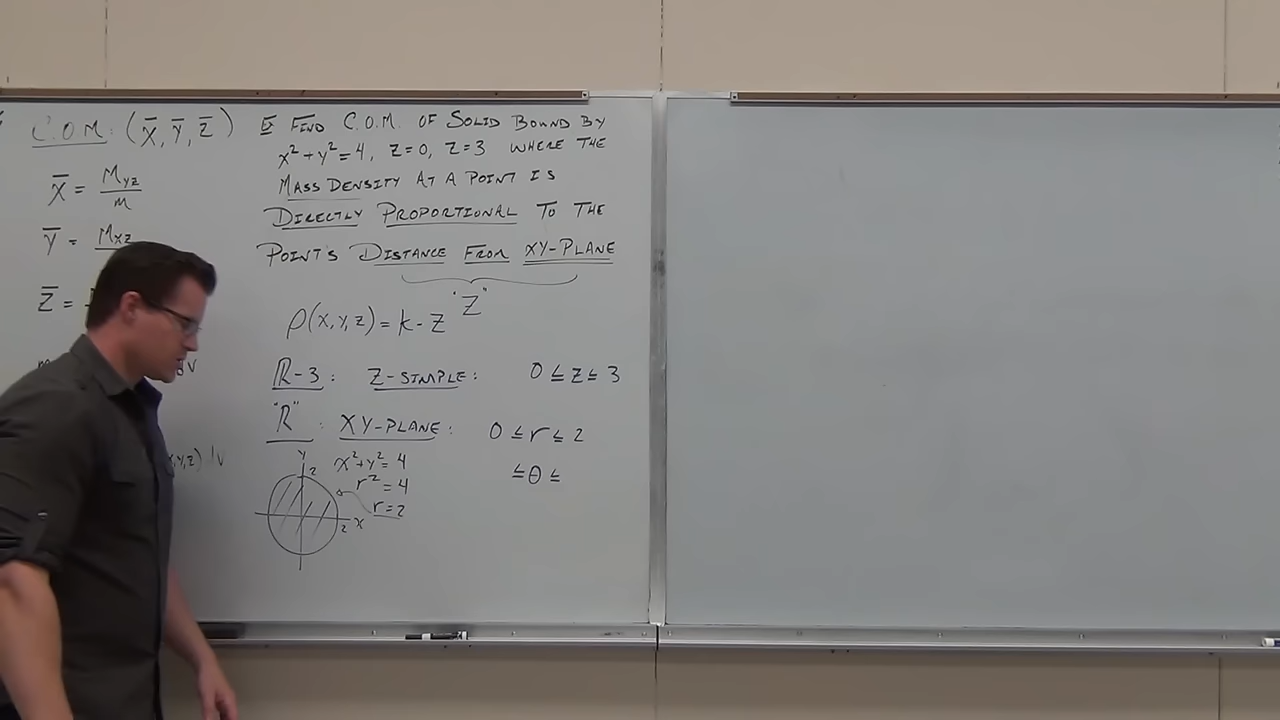 C.O.M: (x̄, ȳ, z̄)
x̄ = Myz/m
ȳ = Mxz
z̄ =
m
dV
x,y,z) dV
Ex Find C.O.M. of Solid Bound By
x²+y²=4, z=0, z=3 where the
Mass Density at a point is
Directly Proportional to the
Point's Distance From XY-Plane
"Z"
ρ(x,y,z) = k-z
R-3: Z-simple: 0 ≤ z ≤ 3
"R": XY-Plane: 0 ≤ r ≤ 2
≤ θ ≤
x²+y²=4
r²=4
r=2
y
2
x
2